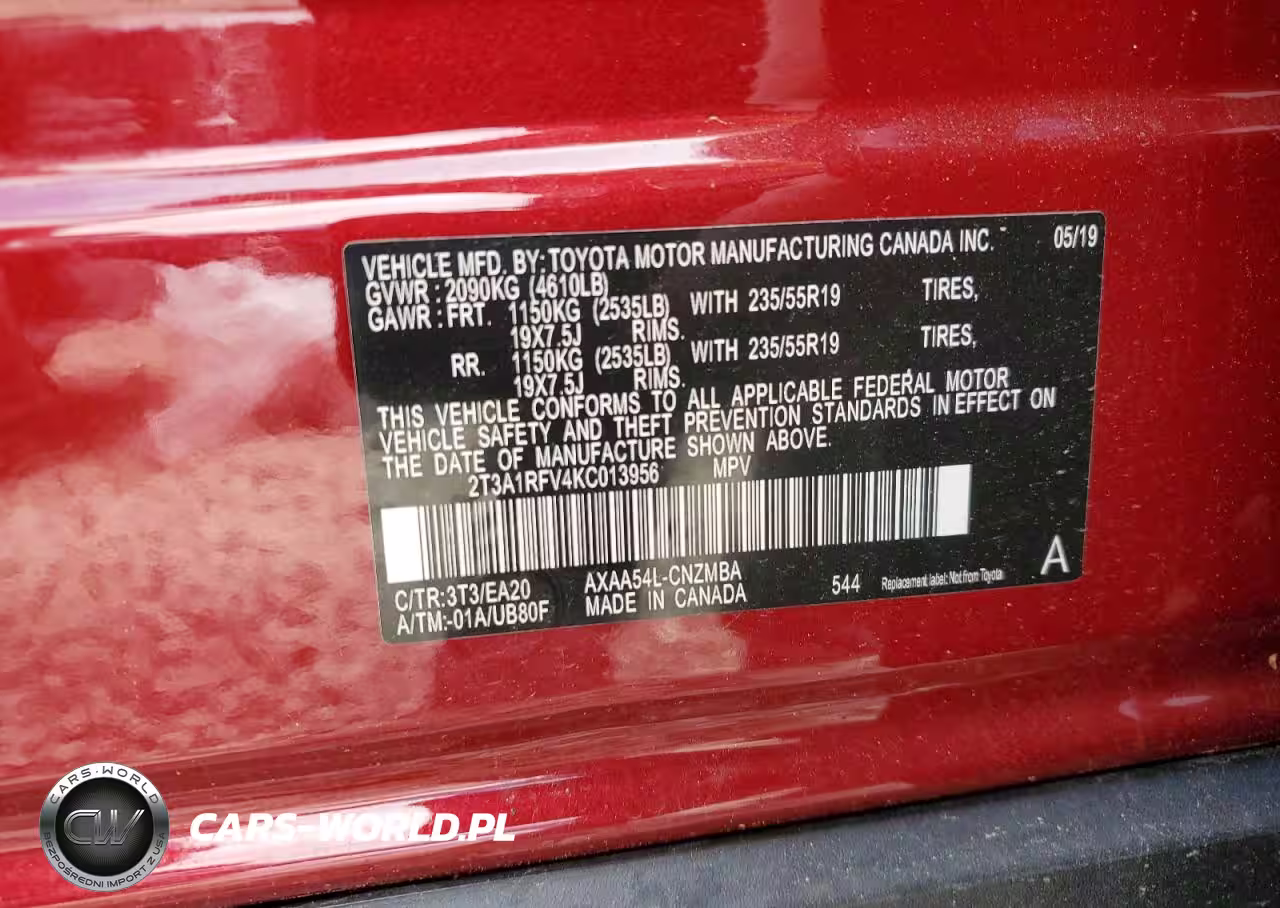 VEHICLE MFD. BY: TOYOTA MOTOR MANUFACTURING CANADA INC. 05/19
GVWR : 2090KG (4610LB)
GAWR : FRT. 1150KG (2535LB) WITH 235/55R19 TIRES,
19X7.5J RIMS.
RR. 1150KG (2535LB) WITH 235/55R19 TIRES,
19X7.5J RIMS.
THIS VEHICLE CONFORMS TO ALL APPLICABLE FEDERAL MOTOR
VEHICLE SAFETY AND THEFT PREVENTION STANDARDS IN EFFECT ON
THE DATE OF MANUFACTURE SHOWN ABOVE.
2T3A1RFV4KC013956 MPV
C/TR:3T3/EA20 AXAA54L-CNZMBA 544 Replacement label: Not from Toyota A
A/TM:-01A/UB80F MADE IN CANADA
CARS-WORLD
CW
BEZPOŚREDNI IMPORT Z USA
CARS-WORLD.PL